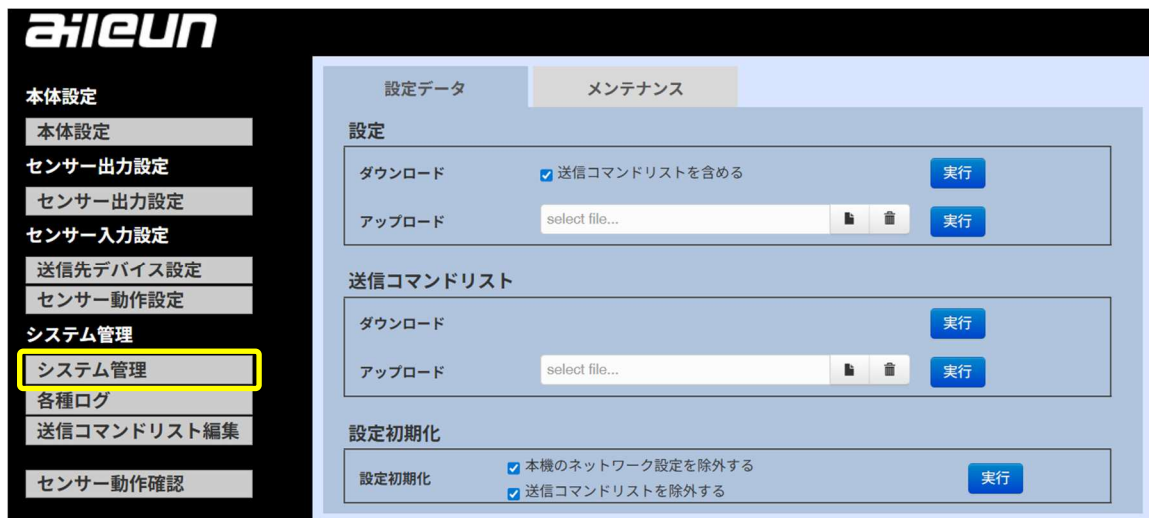 aileun
本体設定
本体設定
センサー出力設定
センサー出力設定
センサー入力設定
送信先デバイス設定
センサー動作設定
システム管理
システム管理
各種ログ
送信コマンドリスト編集
センサー動作確認
設定データ メンテナンス
設定
ダウンロード 送信コマンドリストを含める 実行
アップロード select file... 実行
送信コマンドリスト
ダウンロード 実行
アップロード select file... 実行
設定初期化
設定初期化 本機のネットワーク設定を除外する 実行
送信コマンドリストを除外する